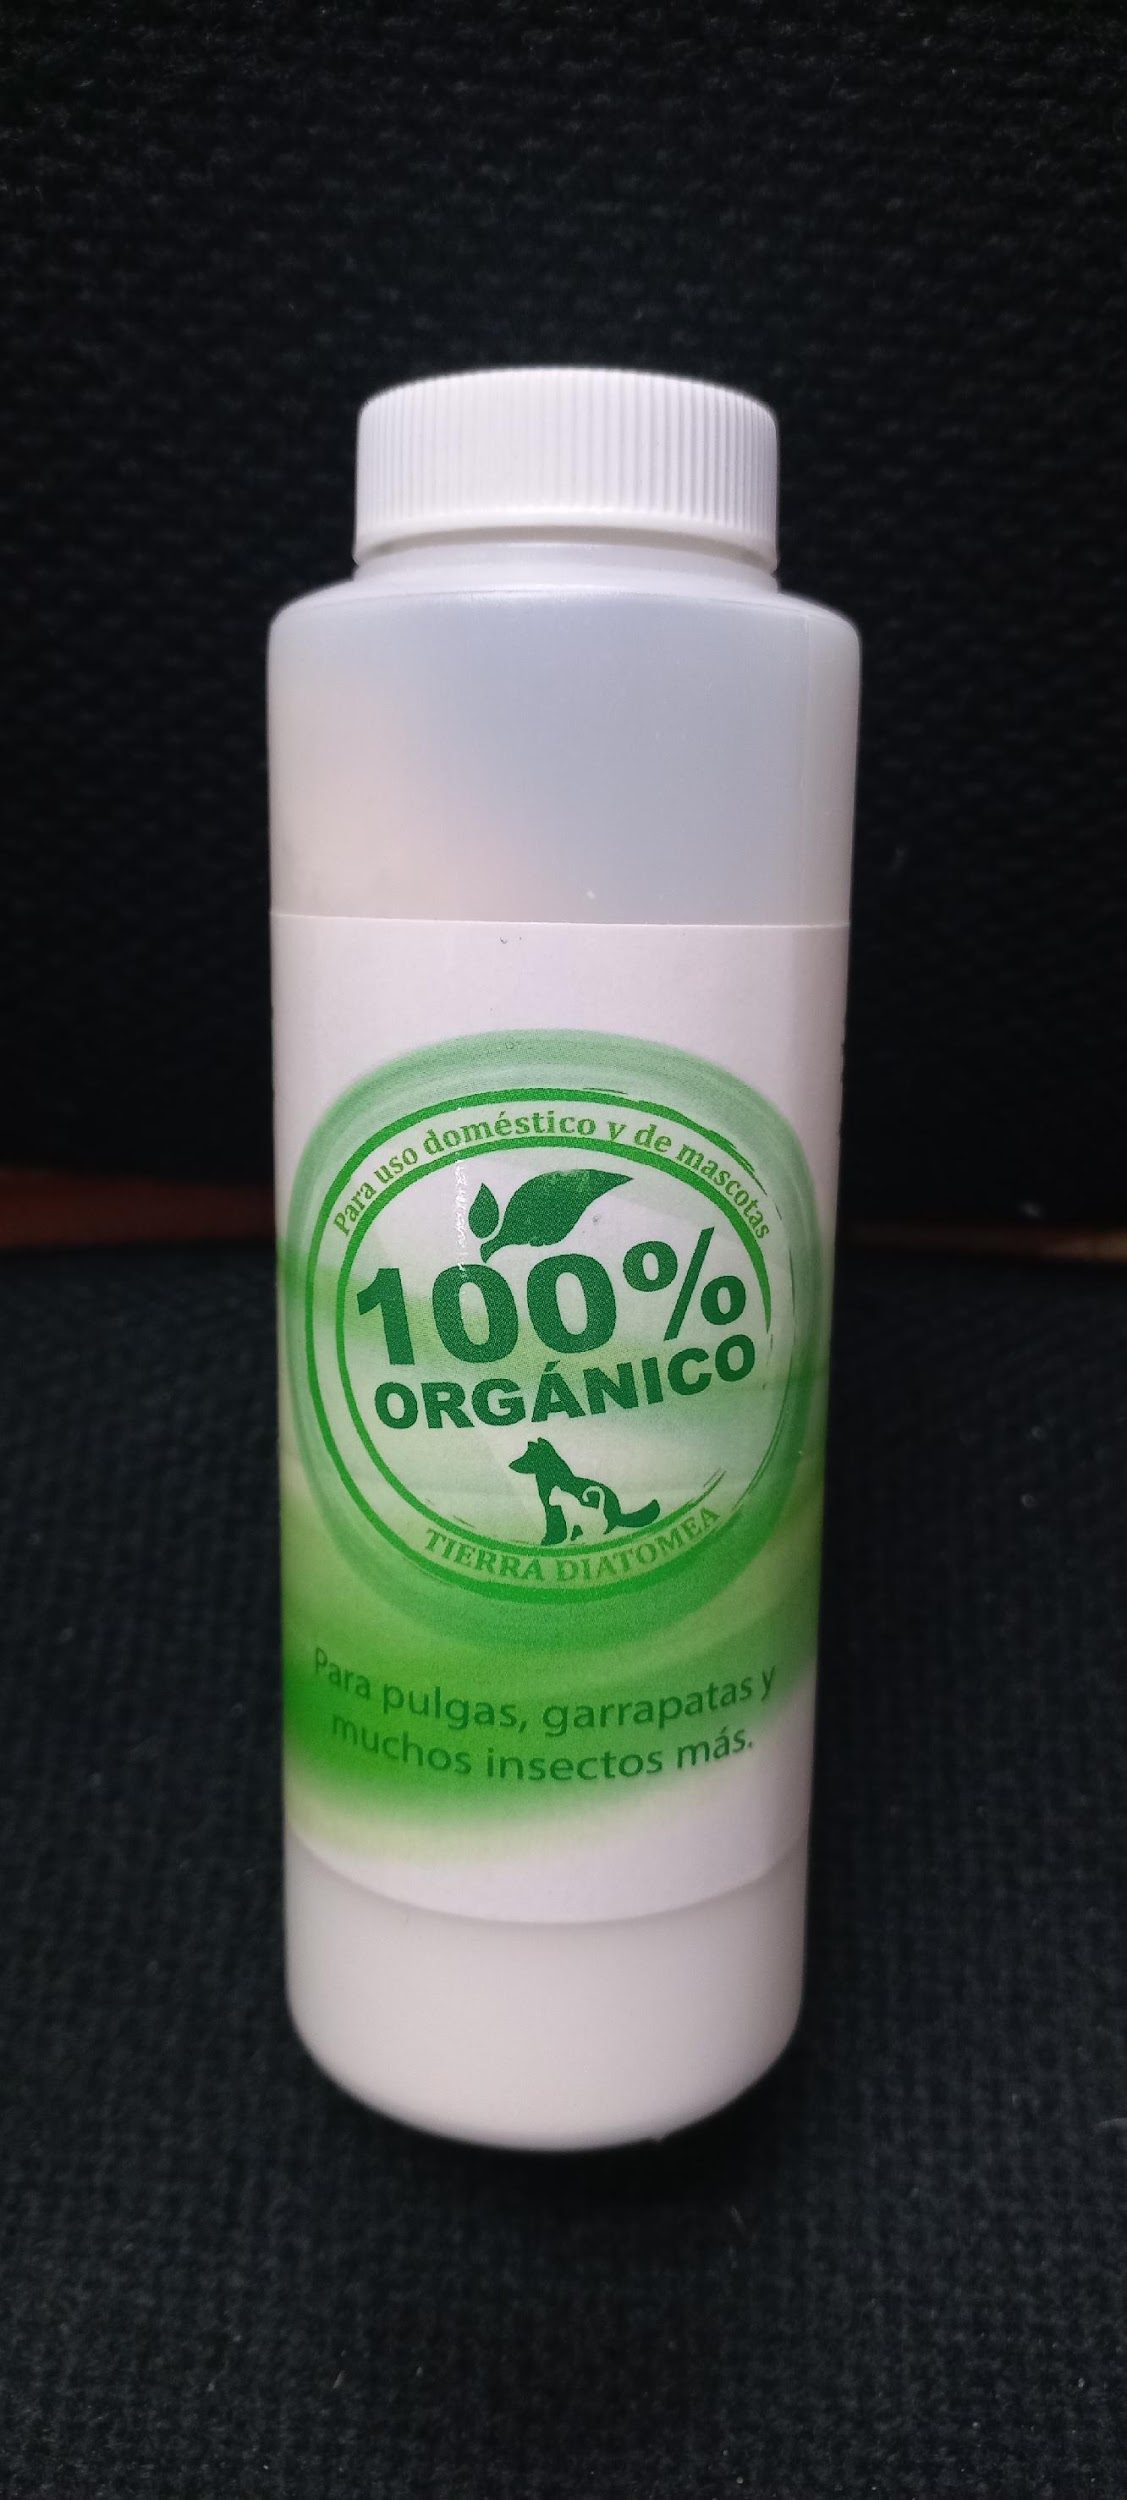 Para uso doméstico y de mascotas
100%
ORGÁNICO
TIERRA DIATOMEA
Para pulgas, garrapatas y
muchos insectos más.